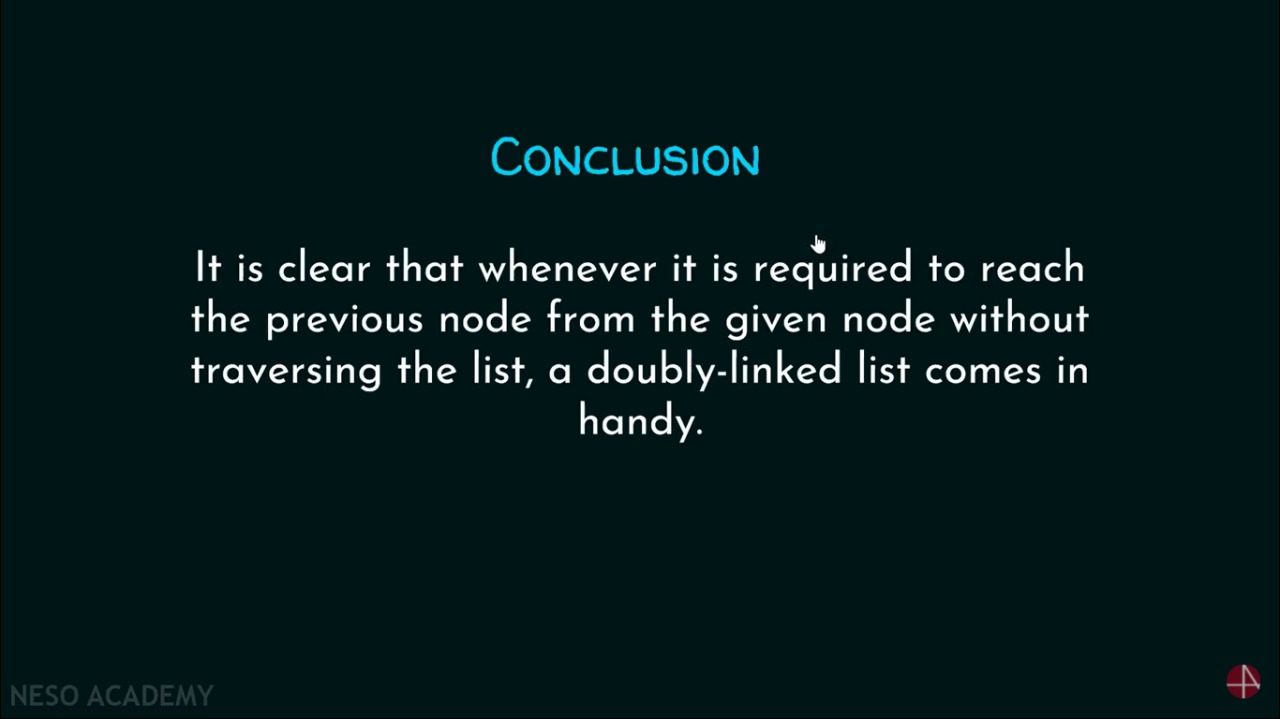 CONCLUSION
It is clear that whenever it is required to reach
the previous node from the given node without
traversing the list, a doubly-linked list comes in
handy.
NESO ACADEMY